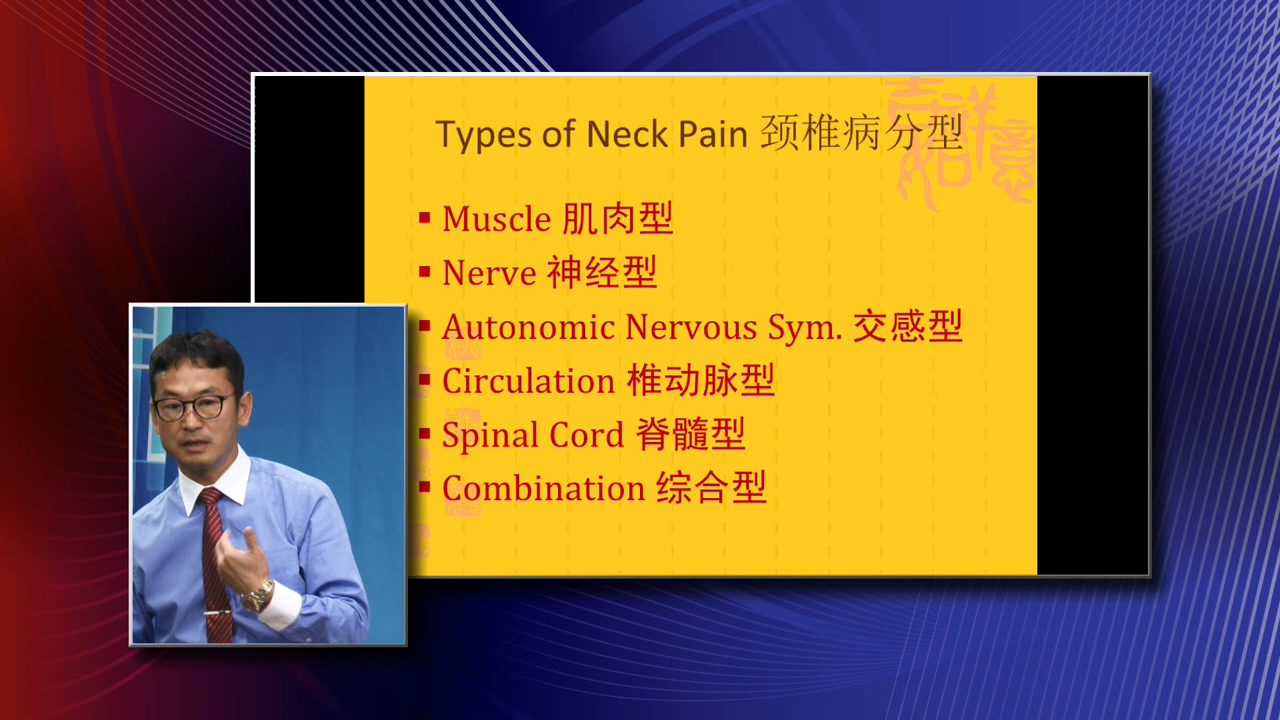 Types of Neck Pain 颈椎病分型
▪ Muscle 肌肉型
▪ Nerve 神经型
▪ Autonomic Nervous Sym. 交感型
▪ Circulation 椎动脉型
▪ Spinal Cord 脊髓型
▪ Combination 综合型